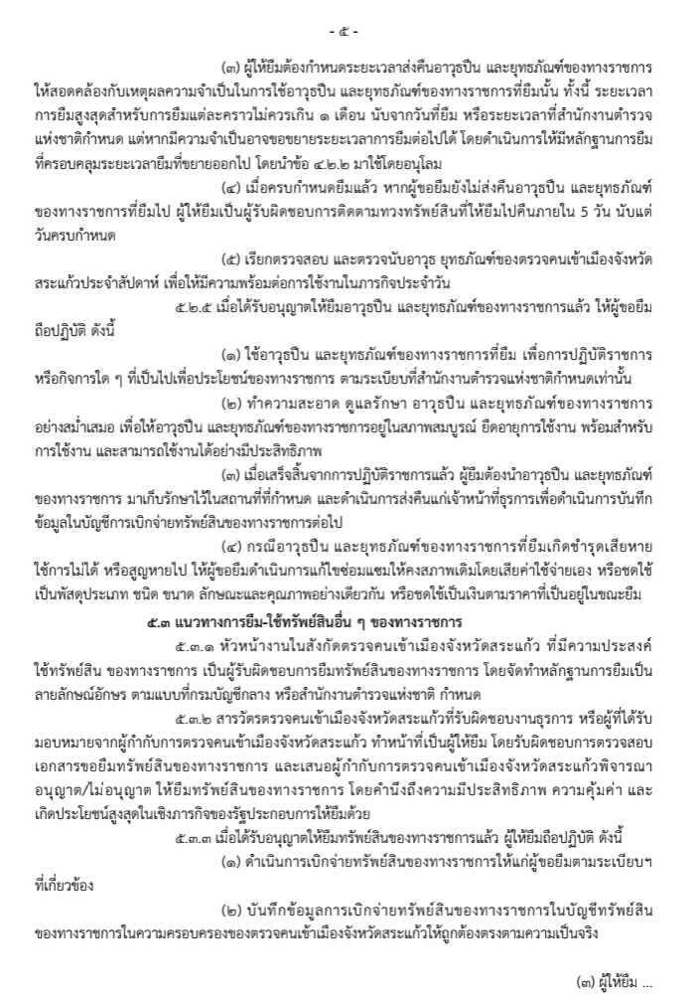 - ๕ -
(๓) ผู้ให้ยืมต้องกำหนดระยะเวลาส่งคืนอาวุธปืน และยุทธภัณฑ์ของทางราชการ
ให้สอดคล้องกับเหตุผลความจำเป็นในการใช้อาวุธปืน และยุทธภัณฑ์ของทางราชการที่ยืมนั้น ทั้งนี้ ระยะเวลา
การยืมสูงสุดสำหรับการยืมแต่ละคราวไม่ควรเกิน ๑ เดือน นับจากวันที่ยืม หรือระยะเวลาที่สำนักงานตำรวจ
แห่งชาติกำหนด แต่หากมีความจำเป็นอาจขอขยายระยะเวลาการยืมต่อไปได้ โดยดำเนินการให้มีหลักฐานการยืม
ที่ครอบคลุมระยะเวลายืมที่ขยายออกไป โดยนำข้อ ๔.๒.๒ มาใช้โดยอนุโลม
(๔) เมื่อครบกำหนดยืมแล้ว หากผู้ขอยืมยังไม่ส่งคืนอาวุธปืน และยุทธภัณฑ์
ของทางราชการที่ยืมไป ผู้ให้ยืมเป็นผู้รับผิดชอบการติดตามทวงทรัพย์สินที่ให้ยืมไปคืนภายใน 5 วัน นับแต่
วันครบกำหนด
(๕) เรียกตรวจสอบ และตรวจนับอาวุธ ยุทธภัณฑ์ของตรวจคนเข้าเมืองจังหวัด
สระแก้วประจำสัปดาห์ เพื่อให้มีความพร้อมต่อการใช้งานในภารกิจประจำวัน
๕.๒.๕ เมื่อได้รับอนุญาตให้ยืมอาวุธปืน และยุทธภัณฑ์ของทางราชการแล้ว ให้ผู้ขอยืม
ถือปฏิบัติ ดังนี้
(๑) ใช้อาวุธปืน และยุทธภัณฑ์ของทางราชการที่ยืม เพื่อการปฏิบัติราชการ
หรือกิจการใด ๆ ที่เป็นไปเพื่อประโยชน์ของทางราชการ ตามระเบียบที่สำนักงานตำรวจแห่งชาติกำหนดเท่านั้น
(๒) ทำความสะอาด ดูแลรักษา อาวุธปืน และยุทธภัณฑ์ของทางราชการ
อย่างสม่ำเสมอ เพื่อให้อาวุธปืน และยุทธภัณฑ์ของทางราชการอยู่ในสภาพสมบูรณ์ ยืดอายุการใช้งาน พร้อมสำหรับ
การใช้งาน และสามารถใช้งานได้อย่างมีประสิทธิภาพ
(๓) เมื่อเสร็จสิ้นจากการปฏิบัติราชการแล้ว ผู้ยืมต้องนำอาวุธปืน และยุทธภัณฑ์
ของทางราชการ มาเก็บรักษาไว้ในสถานที่ที่กำหนด และดำเนินการส่งคืนแก่เจ้าหน้าที่ธุรการเพื่อดำเนินการบันทึก
ข้อมูลในบัญชีการเบิกจ่ายทรัพย์สินของทางราชการต่อไป
(๔) กรณีอาวุธปืน และยุทธภัณฑ์ของทางราชการที่ยืมเกิดชำรุดเสียหาย
ใช้การไม่ได้ หรือสูญหายไป ให้ผู้ขอยืมดำเนินการแก้ไขซ่อมแซมให้คงสภาพเดิมโดยเสียค่าใช้จ่ายเอง หรือชดใช้
เป็นพัสดุประเภท ชนิด ขนาด ลักษณะและคุณภาพอย่างเดียวกัน หรือชดใช้เป็นเงินตามราคาที่เป็นอยู่ในขณะยืม
๕.๓ แนวทางการยืม-ใช้ทรัพย์สินอื่น ๆ ของทางราชการ
๕.๓.๑ หัวหน้างานในสังกัดตรวจคนเข้าเมืองจังหวัดสระแก้ว ที่มีความประสงค์
ใช้ทรัพย์สิน ของทางราชการ เป็นผู้รับผิดชอบการยืมทรัพย์สินของทางราชการ โดยจัดทำหลักฐานการยืมเป็น
ลายลักษณ์อักษร ตามแบบที่กรมบัญชีกลาง หรือสำนักงานตำรวจแห่งชาติ กำหนด
๕.๓.๒ สารวัตรตรวจคนเข้าเมืองจังหวัดสระแก้วที่รับผิดชอบงานธุรการ หรือผู้ที่ได้รับ
มอบหมายจากผู้กำกับการตรวจคนเข้าเมืองจังหวัดสระแก้ว ทำหน้าที่เป็นผู้ให้ยืม โดยรับผิดชอบการตรวจสอบ
เอกสารขอยืมทรัพย์สินของทางราชการ และเสนอผู้กำกับการตรวจคนเข้าเมืองจังหวัดสระแก้วพิจารณา
อนุญาต/ไม่อนุญาต ให้ยืมทรัพย์สินของทางราชการ โดยคำนึงถึงความมีประสิทธิภาพ ความคุ้มค่า และ
เกิดประโยชน์สูงสุดในเชิงภารกิจของรัฐประกอบการให้ยืมด้วย
๕.๓.๓ เมื่อได้รับอนุญาตให้ยืมทรัพย์สินของทางราชการแล้ว ผู้ให้ยืมถือปฏิบัติ ดังนี้
(๑) ดำเนินการเบิกจ่ายทรัพย์สินของทางราชการให้แก่ผู้ขอยืมตามระเบียบฯ
ที่เกี่ยวข้อง
(๒) บันทึกข้อมูลการเบิกจ่ายทรัพย์สินของทางราชการในบัญชีทรัพย์สิน
ของทางราชการในความครอบครองของตรวจคนเข้าเมืองจังหวัดสระแก้วให้ถูกต้องตรงตามความเป็นจริง
(๓) ผู้ให้ยืม ...